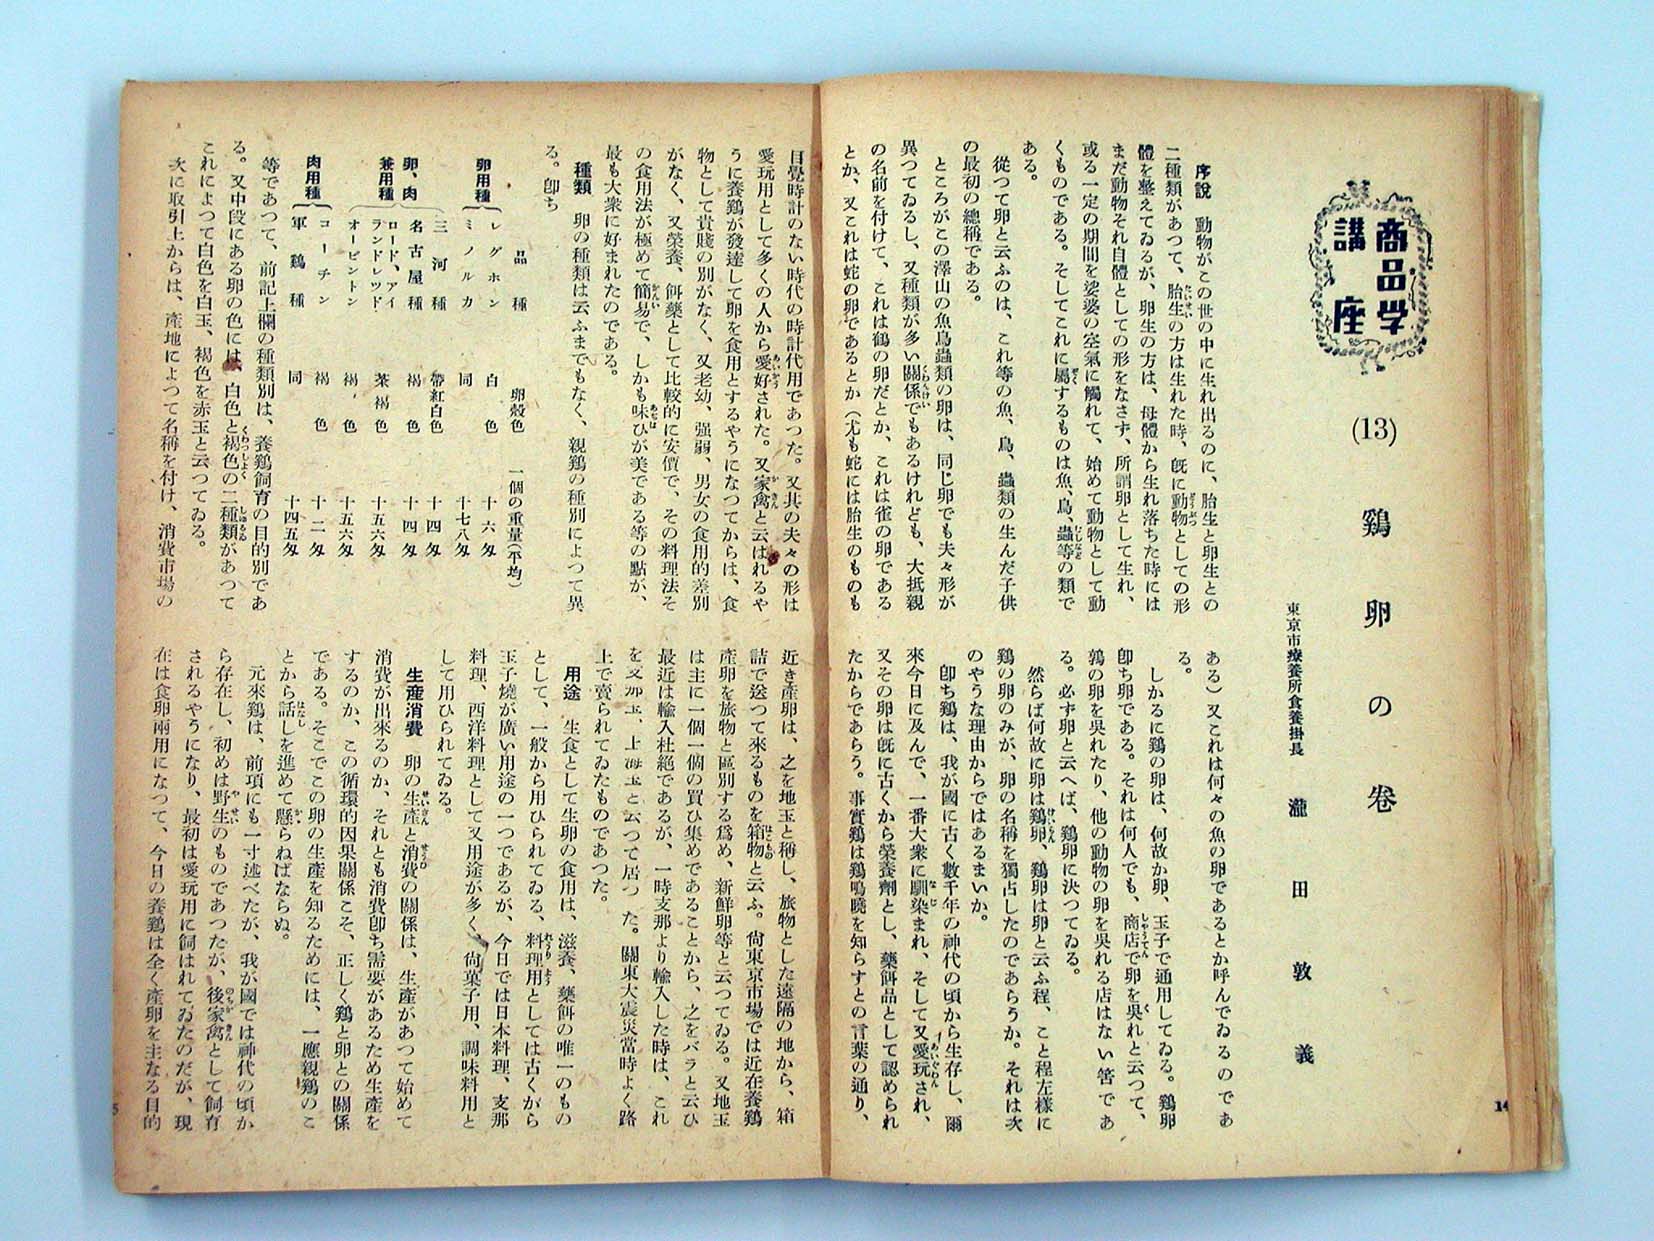 商品学
講座
(13)
鷄卵の卷
東京市療養所食養掛長　瀧田敦義
序説　動物がこの世の中に生れ出るのに、胎生と卵生との
二種類があつて、胎生の方は生れた時、旣に動物としての形
體を整えてゐるが、卵生の方は、母體から生れ落ちた時には
まだ動物それ自體としての形をなさず、所謂卵として生れ、
或る一定の期間を娑婆の空氣に觸れて、始めて動物として動
くものである。そしてこれに屬するものは魚、鳥、蟲等の類で
ある。
從つて卵と云ふのは、これ等の魚、鳥、蟲類の生んだ子供
の最初の總稱である。
ところがこの澤山の魚鳥蟲類の卵は、同じ卵でも夫々形が
異つてゐるし、又種類が多い關係でもあるけれども、大抵親
の名前を付けて、これは鶴の卵だとか、これは雀の卵である
とか、又これは蛇の卵であるとか（尤も蛇には胎生のものも
ある）又これは何々の魚の卵であるとか呼んでゐるのであ
る。
しかるに鷄の卵は、何故か卵、玉子で通用してゐる。鷄卵
卽ち卵である。それは何人でも、商店で卵を吳れと云つて、
鶉の卵を吳れたり、他の動物の卵を吳れる店はない筈であ
る。必ず卵と云へば、鷄卵に決つてゐる。
然らば何故に卵は鷄卵、鷄卵は卵と云ふ程、こと程左樣に
鷄の卵のみが、卵の名稱を獨占したのであらうか。それは次
のやうな理由からではあるまいか。
卽ち鷄は、我が國に古く數千年の神代の頃から生存し、爾
來今日に及んで、一番大衆に馴染まれ、そして又愛玩され、
又その卵は旣に古くから榮養劑とし、藥餌品として認められ
たからであらう。事實鷄は鷄鳴曉を知らすとの言葉の通り、
14
目覺時計のない時代の時計代用であつた。又其の夫々の形は
愛玩用として多くの人から愛好された。又家禽と云はれるや
うに養鷄が發達して卵を食用とするやうになつてからは、食
物として貴賤の別がなく、又老幼、强弱、男女の食用的差別
がなく、又榮養、餌藥として比較的に安價で、その料理法そ
の食用法が極めて簡易で、しかも味ひが美である等の點が、
最も大衆に好まれたのである。
種類　卵の種類は云ふまでもなく、親鷄の種別によつて異
る。卽ち
品種　卵殼色　一個の重量（平均）
卵用種　レグホン　白色　十六匁
ミノルカ　同　十七八匁
卵、肉兼用種　三河種　帶紅白色　十四匁
名古屋種　褐色　十四匁
ロード、アイランドレッド　茶褐色　十五六匁
オーピントン　褐色　十五六匁
肉用種　コーチン　褐色　十二匁
軍鷄種　同　十四五匁
等であつて、前記上欄の種類別は、養鷄飼育の目的別であ
る。又中段にある卵の色には、白色と褐色の二種類があつて
これによつて白色を白玉、褐色を赤玉と云つてゐる。
次に取引上からは、產地によつて名稱を付け、消費市場の
近き產卵は、之を地玉と稱し、旅物とした遠隔の地から、箱
詰で送つて來るものを箱物と云ふ。尙東京市場では近在養鷄
產卵を旅物と區別する爲め、新鮮卵等と云つてゐる。又地玉
は主に一個一個の買ひ集めであることから、之をバラと云ひ
最近は輸入杜絕であるが、一時支那より輸入した時は、これ
を支那玉、上海玉と云つて居つた。關東大震災當時よく路
上で賣られてゐたものであつた。
用途　生食として生卵の食用は、滋養、藥餌の唯一のもの
として、一般から用ひられてゐる、料理用としては古くから
玉子燒が廣い用途の一つであるが、今日では日本料理、支那
料理、西洋料理として又用途が多く、尙菓子用、調味料用と
して用ひられてゐる。
生產消費　卵の生產と消費の關係は、生產があつて始めて
消費が出來るのか、それとも消費卽ち需要があるため生產を
するのか、この循環的因果關係こそ、正しく鷄と卵との關係
である。そこでこの卵の生產を知るためには、一應親鷄のこ
とから話しを進めて懸らねばならぬ。
元來鷄は、前項にも一寸述べたが、我が國では神代の頃か
ら存在し、初めは野生のものであつたが、後家禽として飼育
されるやうになり、最初は愛玩用に飼はれてゐたのだが、現
在は食卵兩用になつて、今日の養鷄は全く產卵を主なる目的